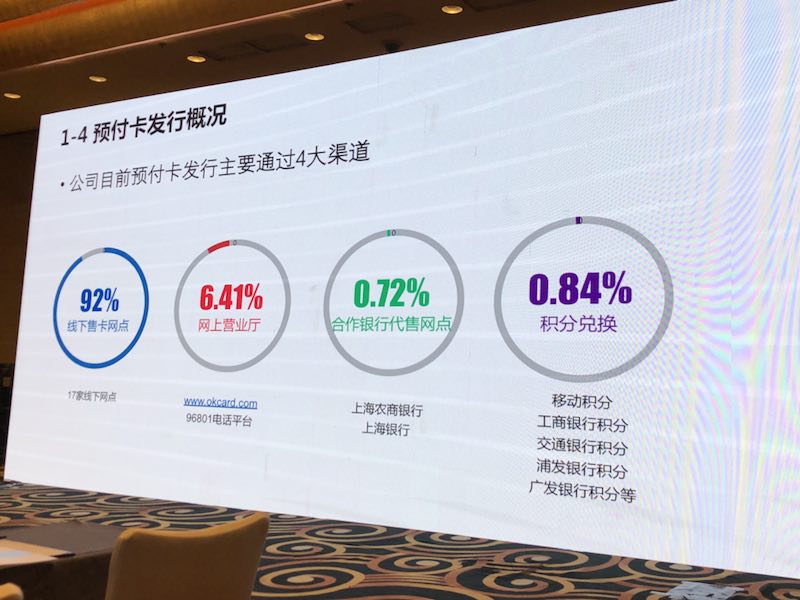 1-4 预付卡发行概况
• 公司目前预付卡发行主要通过4大渠道
92%
线下售卡网点
17家线下网点
0
6.41%
网上营业厅
www.okcard.com
96801电话平台
0
0.72%
合作银行代售网点
上海农商银行
上海银行
0.84%
积分兑换
移动积分
工商银行积分
交通银行积分
浦发银行积分
广发银行积分等